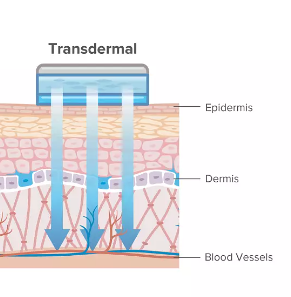 Transdermal
Epidermis
Dermis
Blood Vessels